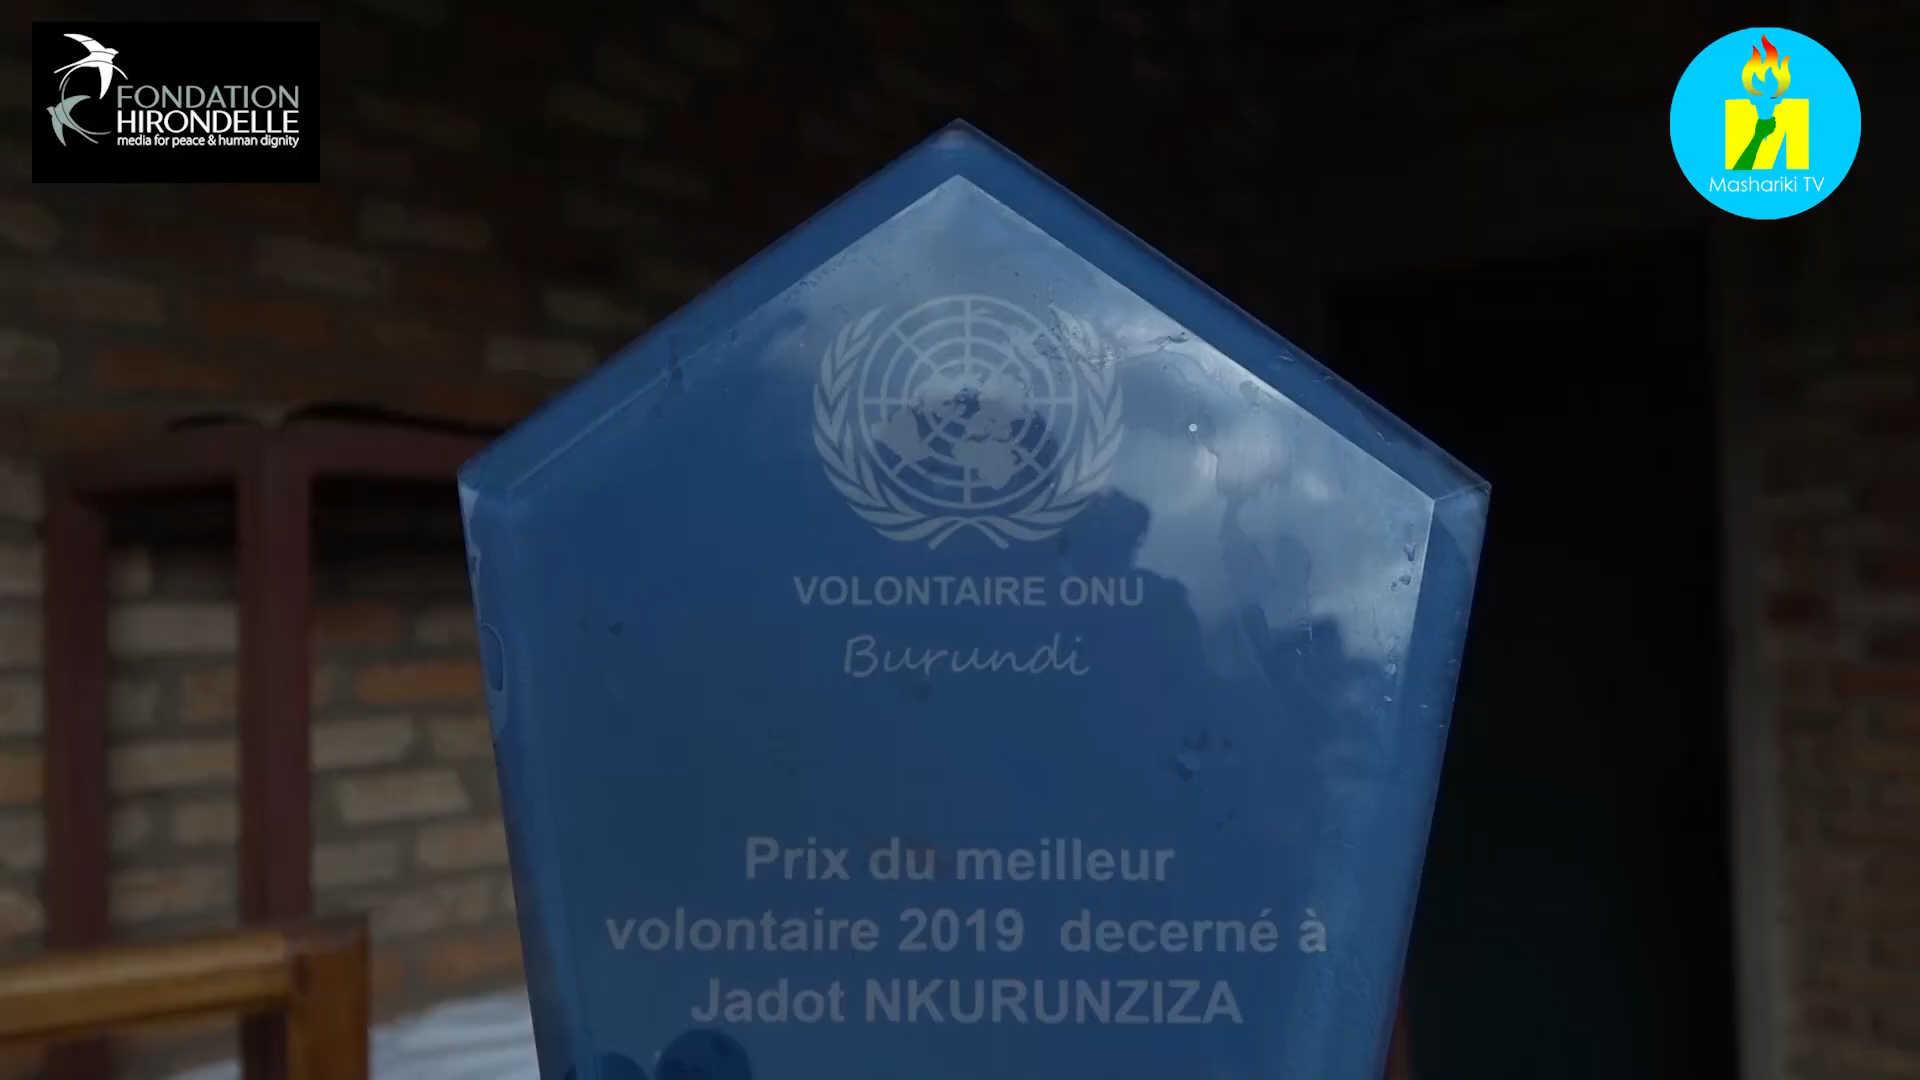 FONDATION
HIRONDELLE
media for peace & human dignity
Mashariki TV
VOLONTAIRE ONU
Burundi
Prix du meilleur
volontaire 2019 decerné à
Jadot NKURUNZIZA